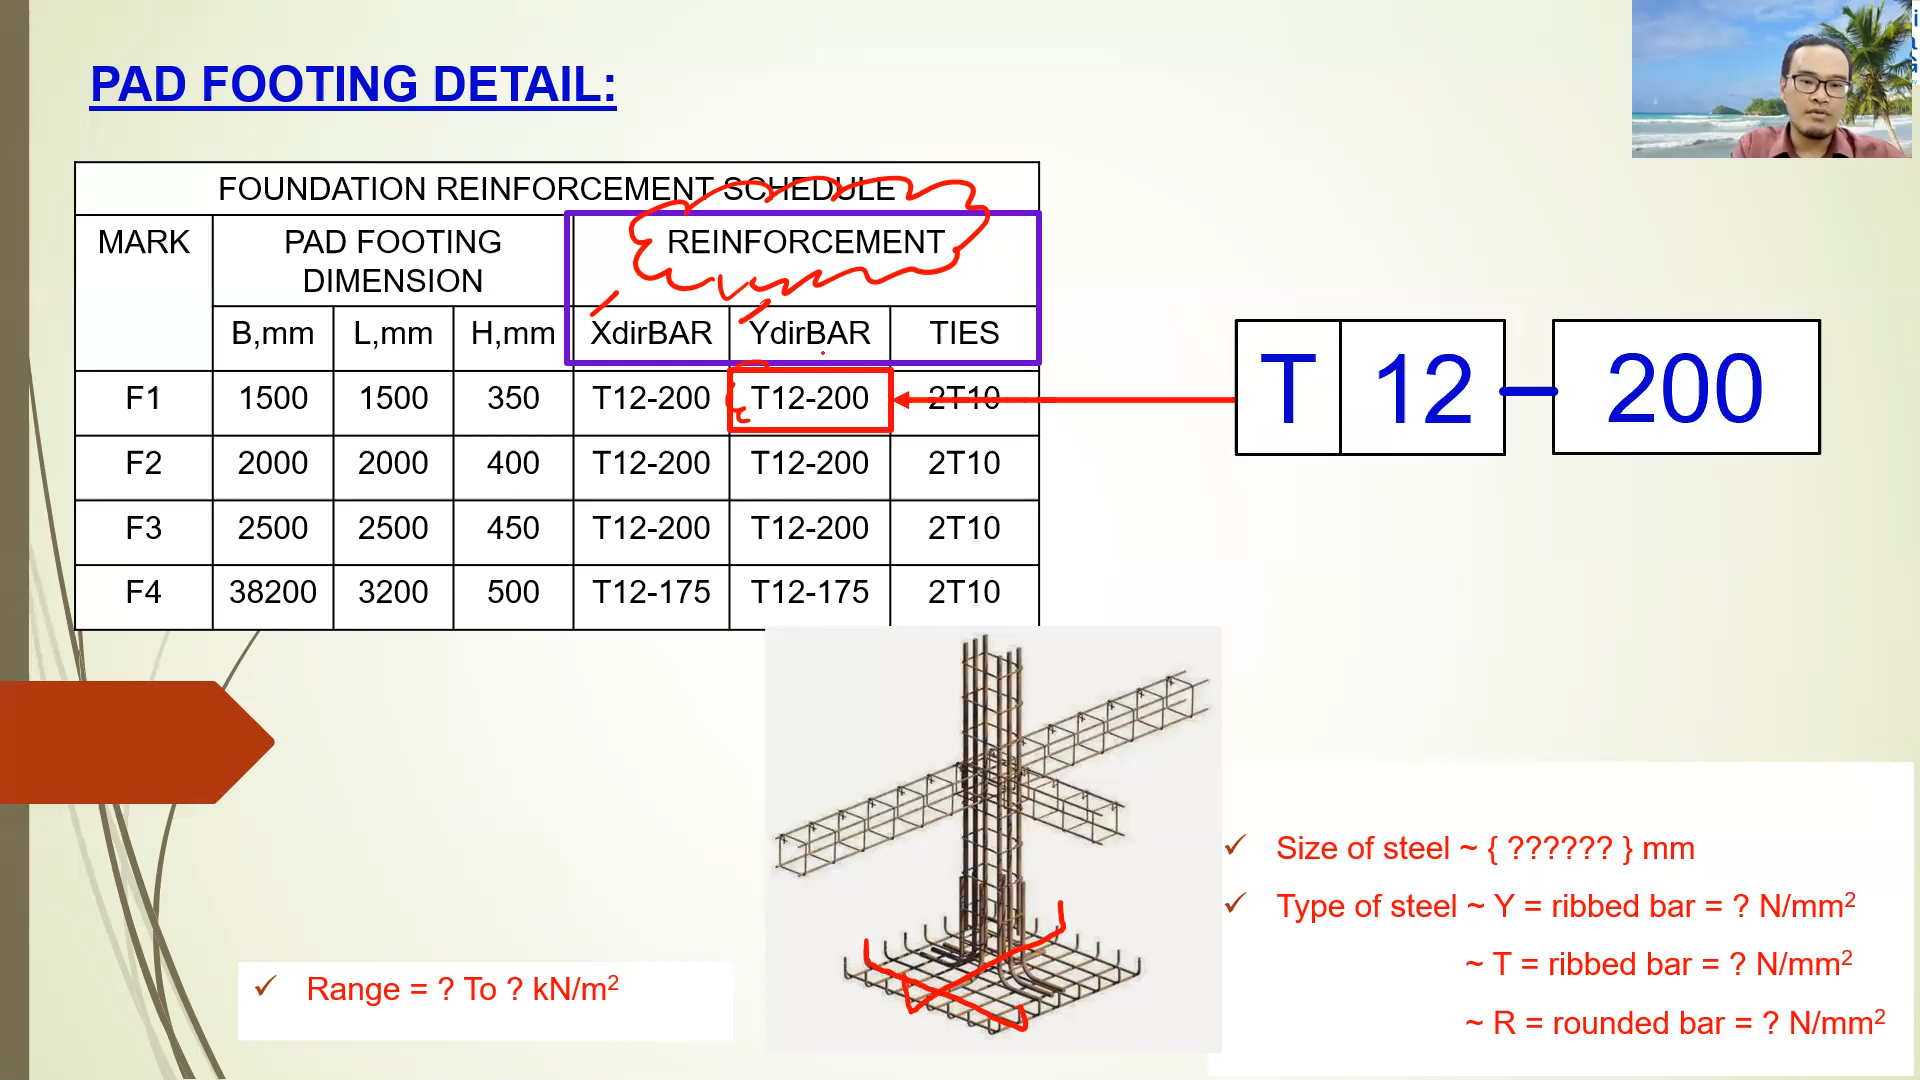 PAD FOOTING DETAIL:
FOUNDATION REINFORCEMENT SCHEDULE
MARK PAD FOOTING DIMENSION REINFORCEMENT
B,mm L,mm H,mm XdirBAR YdirBAR TIES
F1 1500 1500 350 T12-200 T12-200 2T10
F2 2000 2000 400 T12-200 T12-200 2T10
F3 2500 2500 450 T12-200 T12-200 2T10
F4 38200 3200 500 T12-175 T12-175 2T10
T 12 — 200
✓ Size of steel ~ { ?????? } mm
✓ Type of steel ~ Y = ribbed bar = ? N/mm²
~ T = ribbed bar = ? N/mm²
~ R = rounded bar = ? N/mm²
✓ Range = ? To ? kN/m²